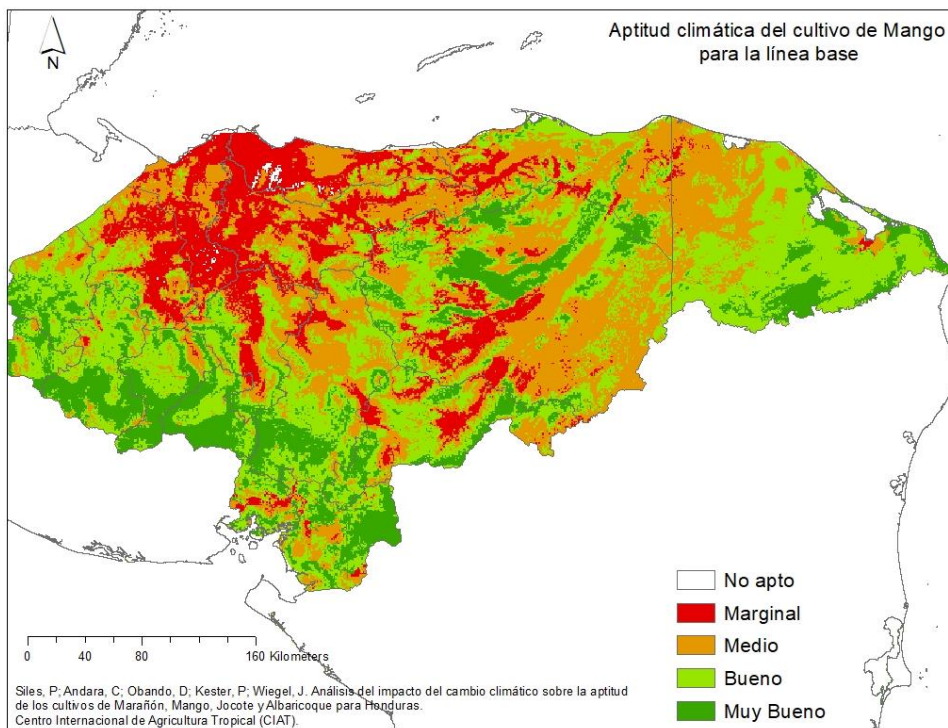 Aptitud climática del cultivo de Mango
para la línea base
N
No apto
Marginal
Medio
Bueno
Muy Bueno
0 40 80 160 Kilometers
Siles, P; Andara, C; Obando, D; Kester, P; Wiegel, J. Análisis del impacto del cambio climático sobre la aptitud
de los cultivos de Marañón, Mango, Jocote y Albaricoque para Honduras.
Centro Internacional de Agricultura Tropical (CIAT).